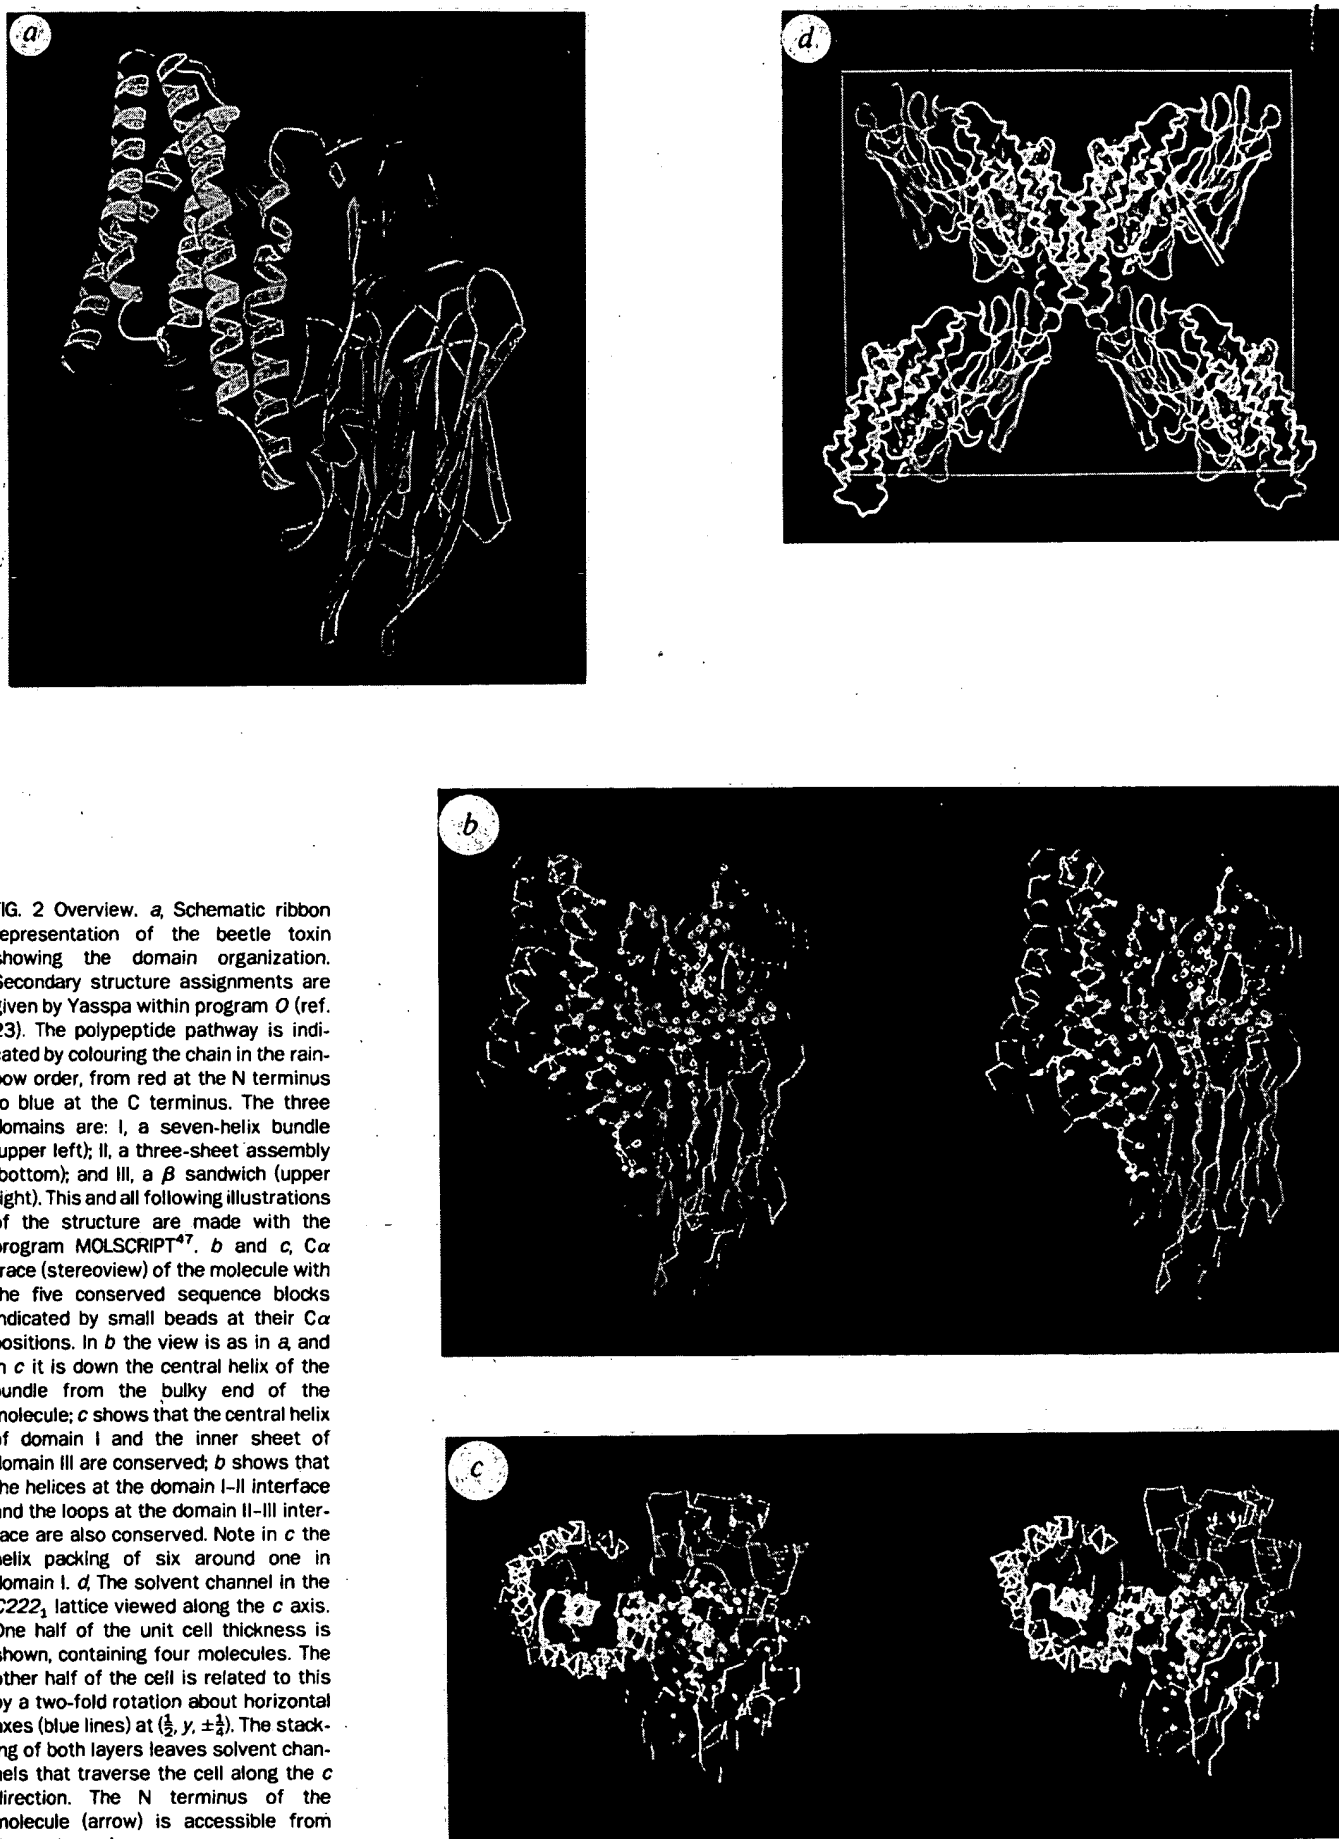 a
d
b
c
IG. 2 Overview. a, Schematic ribbon
epresentation of the beetle toxin
howing the domain organization.
Secondary structure assignments are
given by Yasspa within program O (ref.
23). The polypeptide pathway is indi-
cated by colouring the chain in the rain-
ow order, from red at the N terminus
o blue at the C terminus. The three
domains are: I, a seven-helix bundle
upper left); II, a three-sheet assembly
bottom); and III, a β sandwich (upper
ight). This and all following illustrations
of the structure are made with the
program MOLSCRIPT⁴⁷. b and c, Cα
race (stereoview) of the molecule with
he five conserved sequence blocks
ndicated by small beads at their Cα
positions. In b the view is as in a, and
n c it is down the central helix of the
bundle from the bulky end of the
molecule; c shows that the central helix
of domain I and the inner sheet of
domain III are conserved; b shows that
he helices at the domain I–II interface
and the loops at the domain II–III inter-
ace are also conserved. Note in c the
helix packing of six around one in
domain I. d, The solvent channel in the
C222₁ lattice viewed along the c axis.
One half of the unit cell thickness is
shown, containing four molecules. The
other half of the cell is related to this
by a two-fold rotation about horizontal
axes (blue lines) at (½, y, ±¼). The stack-
ng of both layers leaves solvent chan-
nels that traverse the cell along the c
direction. The N terminus of the
molecule (arrow) is accessible from